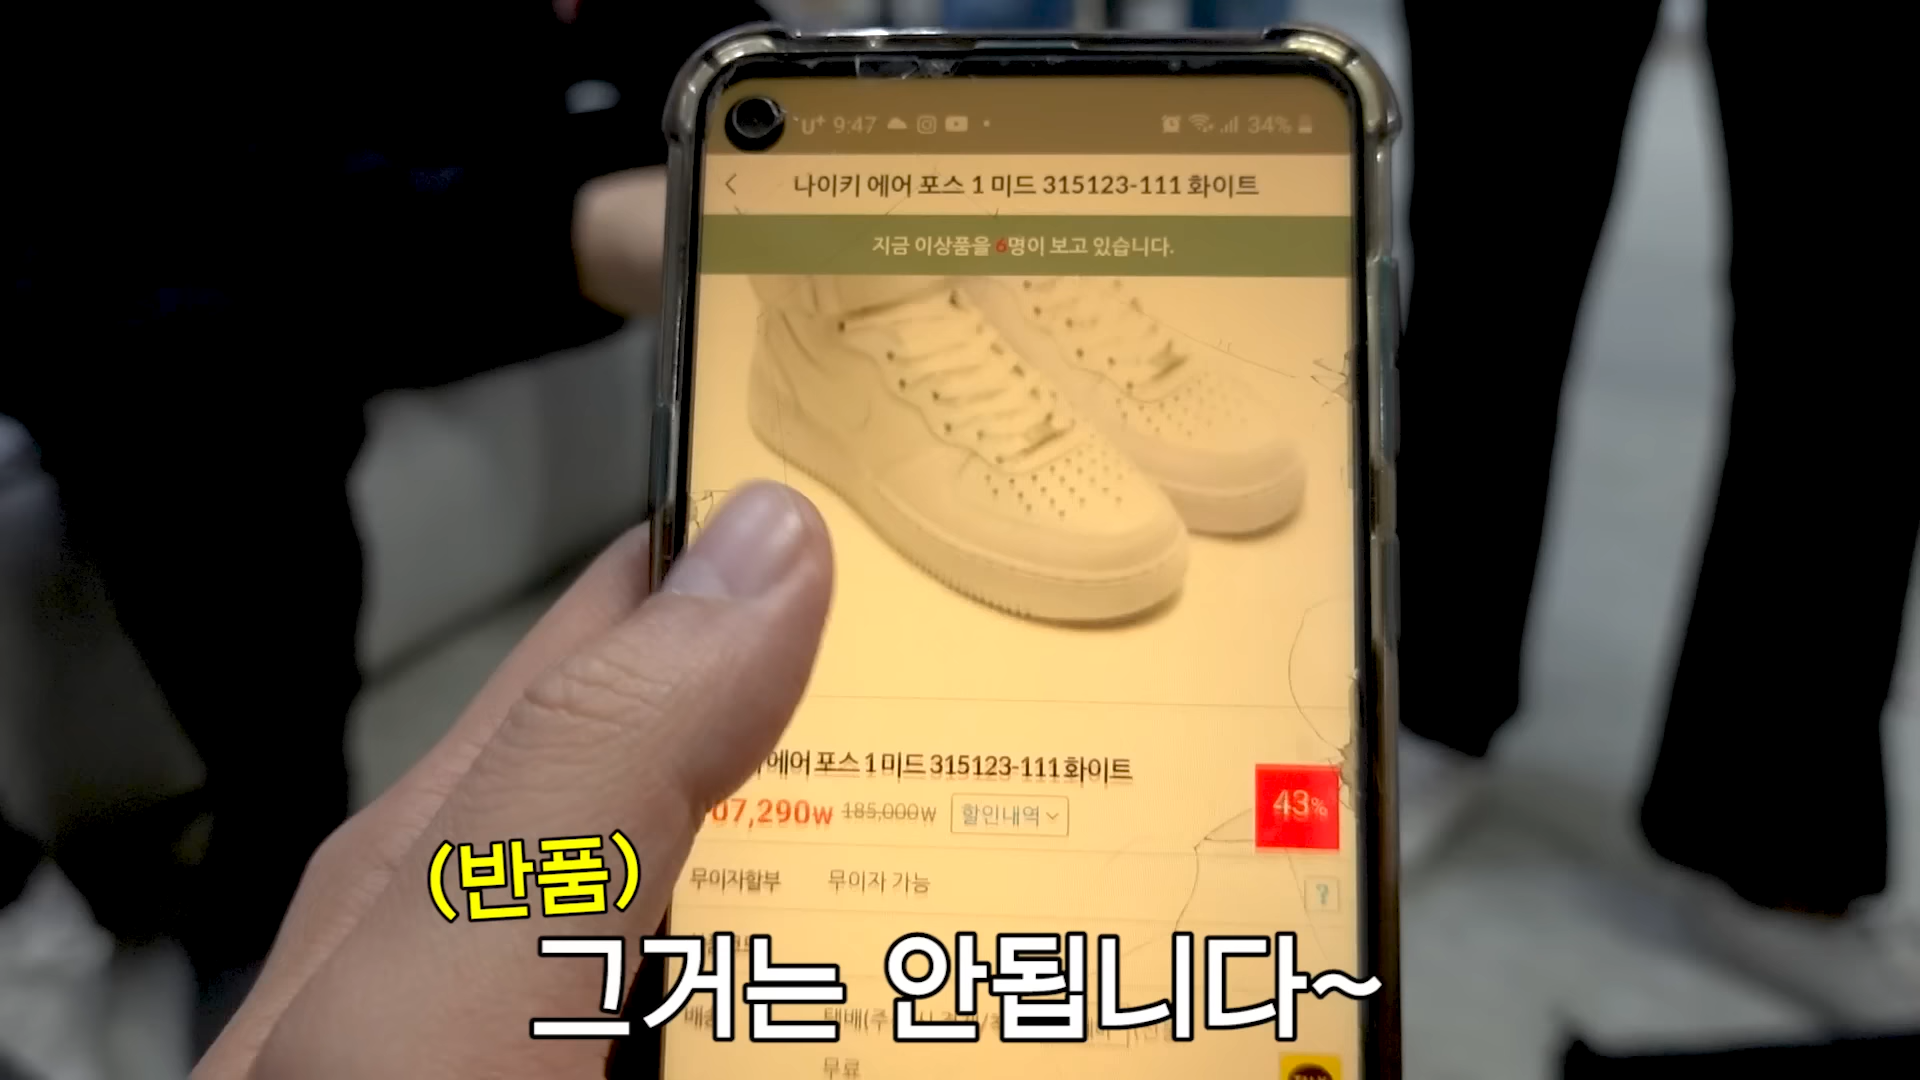 U⁺ 9:47 34%
나이키 에어 포스 1 미드 315123-111 화이트
지금 이상품을 6명이 보고 있습니다.
에어 포스 1 미드 315123-111 화이트
43%
07,290₩ 185,000₩ 할인내역
(반품)
무이자할부 무이자 가능 ?
그거는 안됩니다~
무료